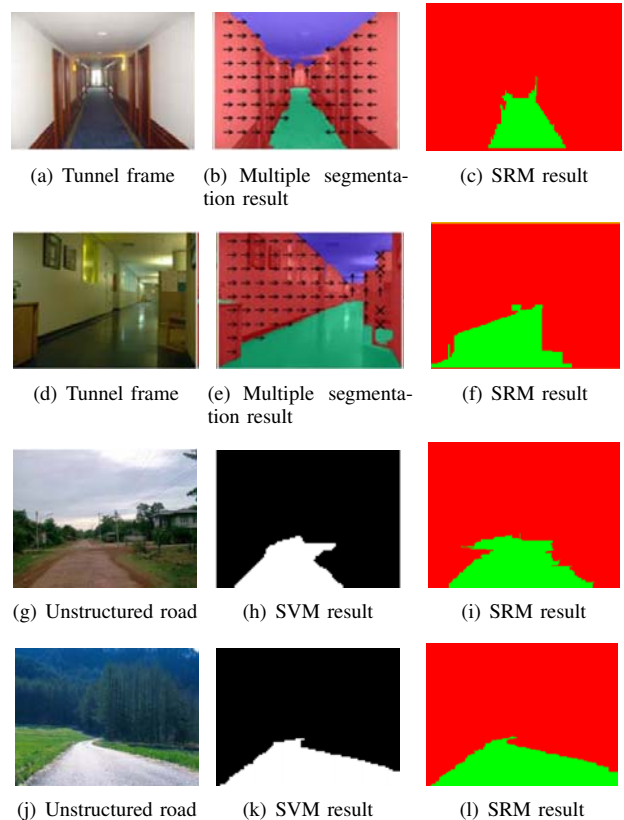 (a) Tunnel frame
(b) Multiple segmenta-
tion result
(c) SRM result
(d) Tunnel frame
(e) Multiple segmenta-
tion result
(f) SRM result
(g) Unstructured road
(h) SVM result
(i) SRM result
(j) Unstructured road
(k) SVM result
(l) SRM result